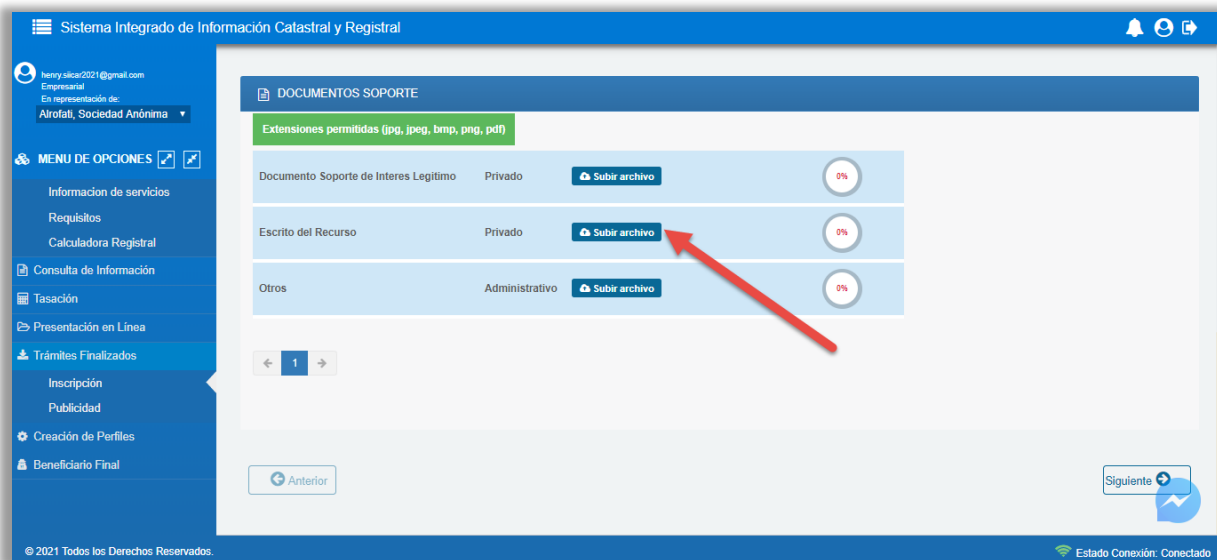 Sistema Integrado de Información Catastral y Registral
henry.siicar2021@gmail.com
Empresarial
En representación de:
Alrofati, Sociedad Anónima
MENU DE OPCIONES
Informacion de servicios
Requisitos
Calculadora Registral
Consulta de Información
Tasación
Presentación en Línea
Trámites Finalizados
Inscripción
Publicidad
Creación de Perfiles
Beneficiario Final
DOCUMENTOS SOPORTE
Extensiones permitidas (jpg, jpeg, bmp, png, pdf)
Documento Soporte de Interes Legitimo Privado Subir archivo 0%
Escrito del Recurso Privado Subir archivo 0%
Otros Administrativo Subir archivo 0%
← 1 →
Anterior
Siguiente
© 2021 Todos los Derechos Reservados.
Estado Conexión: Conectado